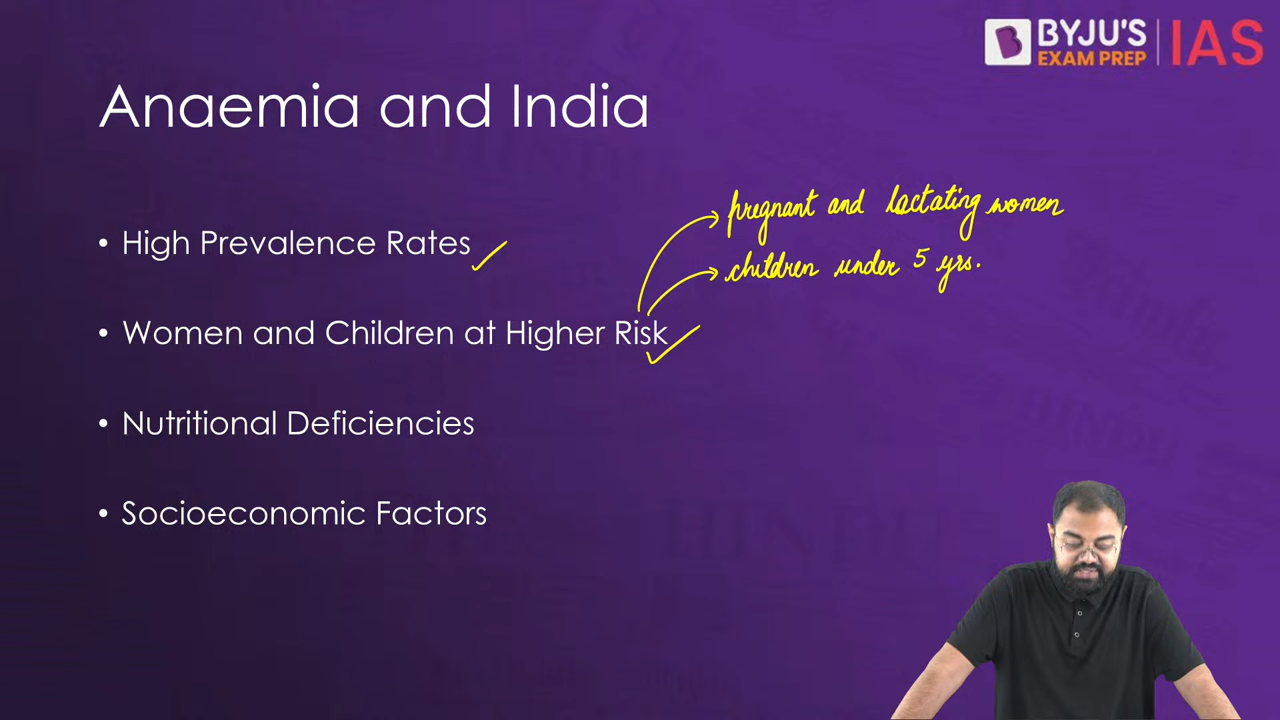 BYJU'S
EXAM PREP
IAS
Anaemia and India
pregnant and lactating women
• High Prevalence Rates
children under 5 yrs.
• Women and Children at Higher Risk
• Nutritional Deficiencies
• Socioeconomic Factors